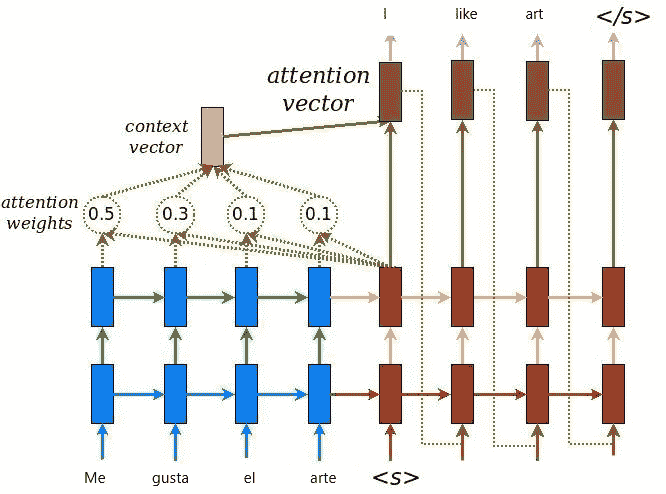 I like art </s>
attention
vector
context
vector
attention
weights
0.5 0.3 0.1 0.1
Me gusta el arte <s>